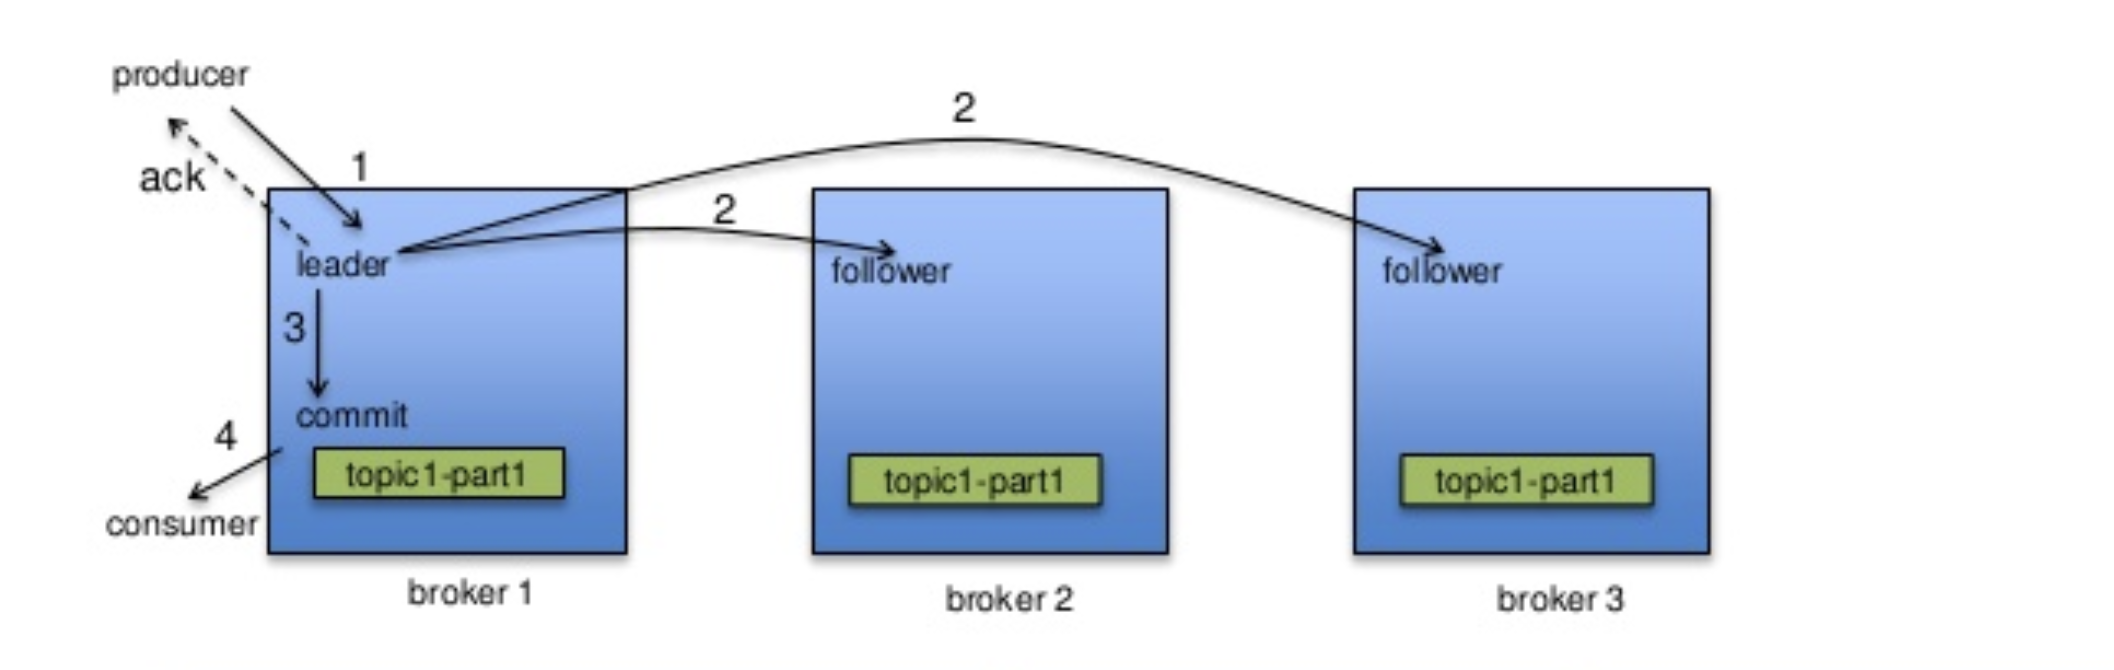 producer
2
ack
1
2
leader
follower
follower
3
commit
4
topic1-part1
topic1-part1
topic1-part1
consumer
broker 1
broker 2
broker 3